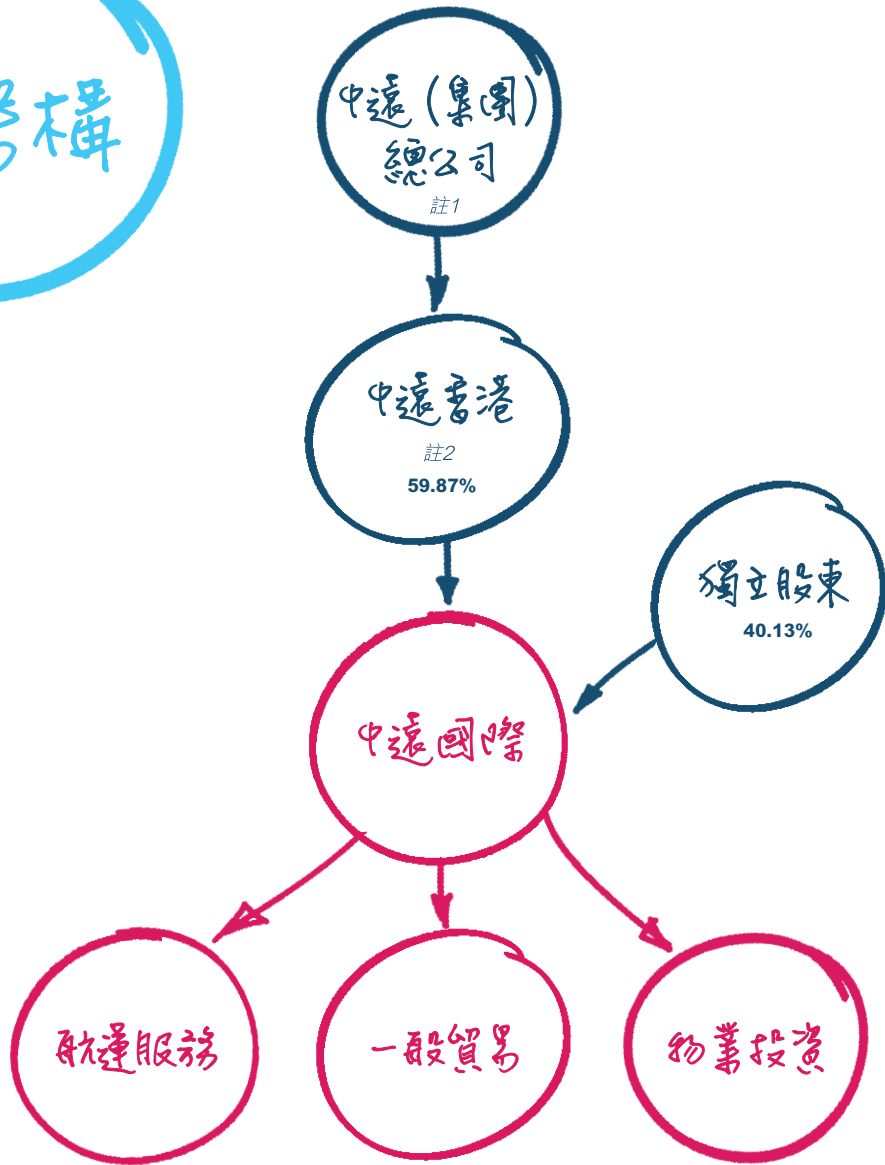 構
中遠(集團)
總公司
註1
中遠香港
註2
59.87%
獨立股東
40.13%
中遠國際
航運服務
一般貿易
物業投資